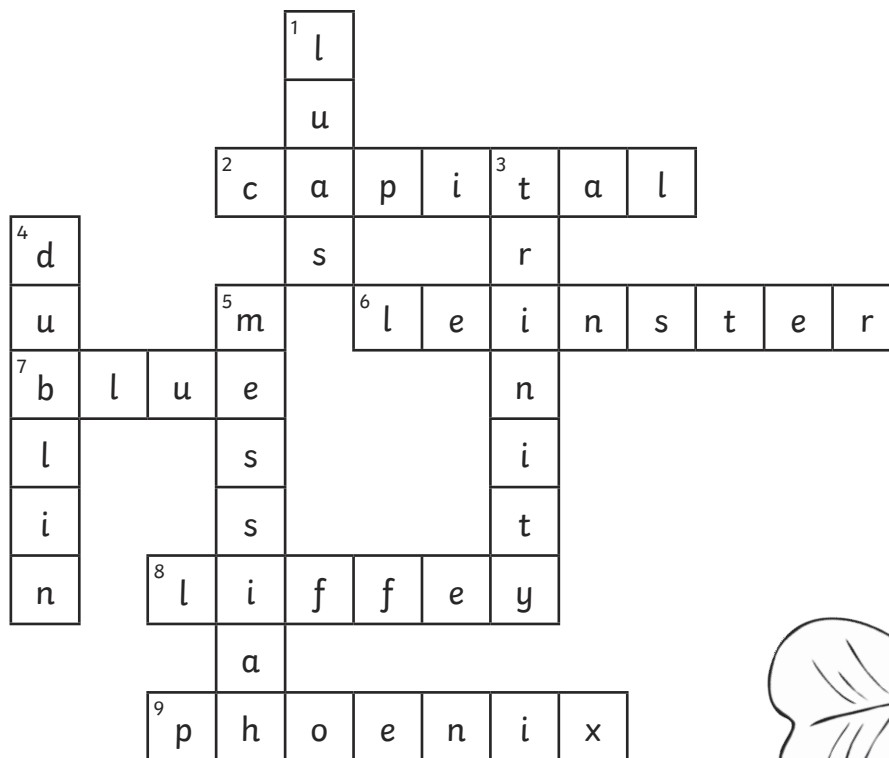 1 l
u
2 c a p i 3 t a l
4 d s r
u 5 m 6 l e i n s t e r
7 b l u e n
l s i
i s t
n 8 l i f f e y
a
9 p h o e n i x